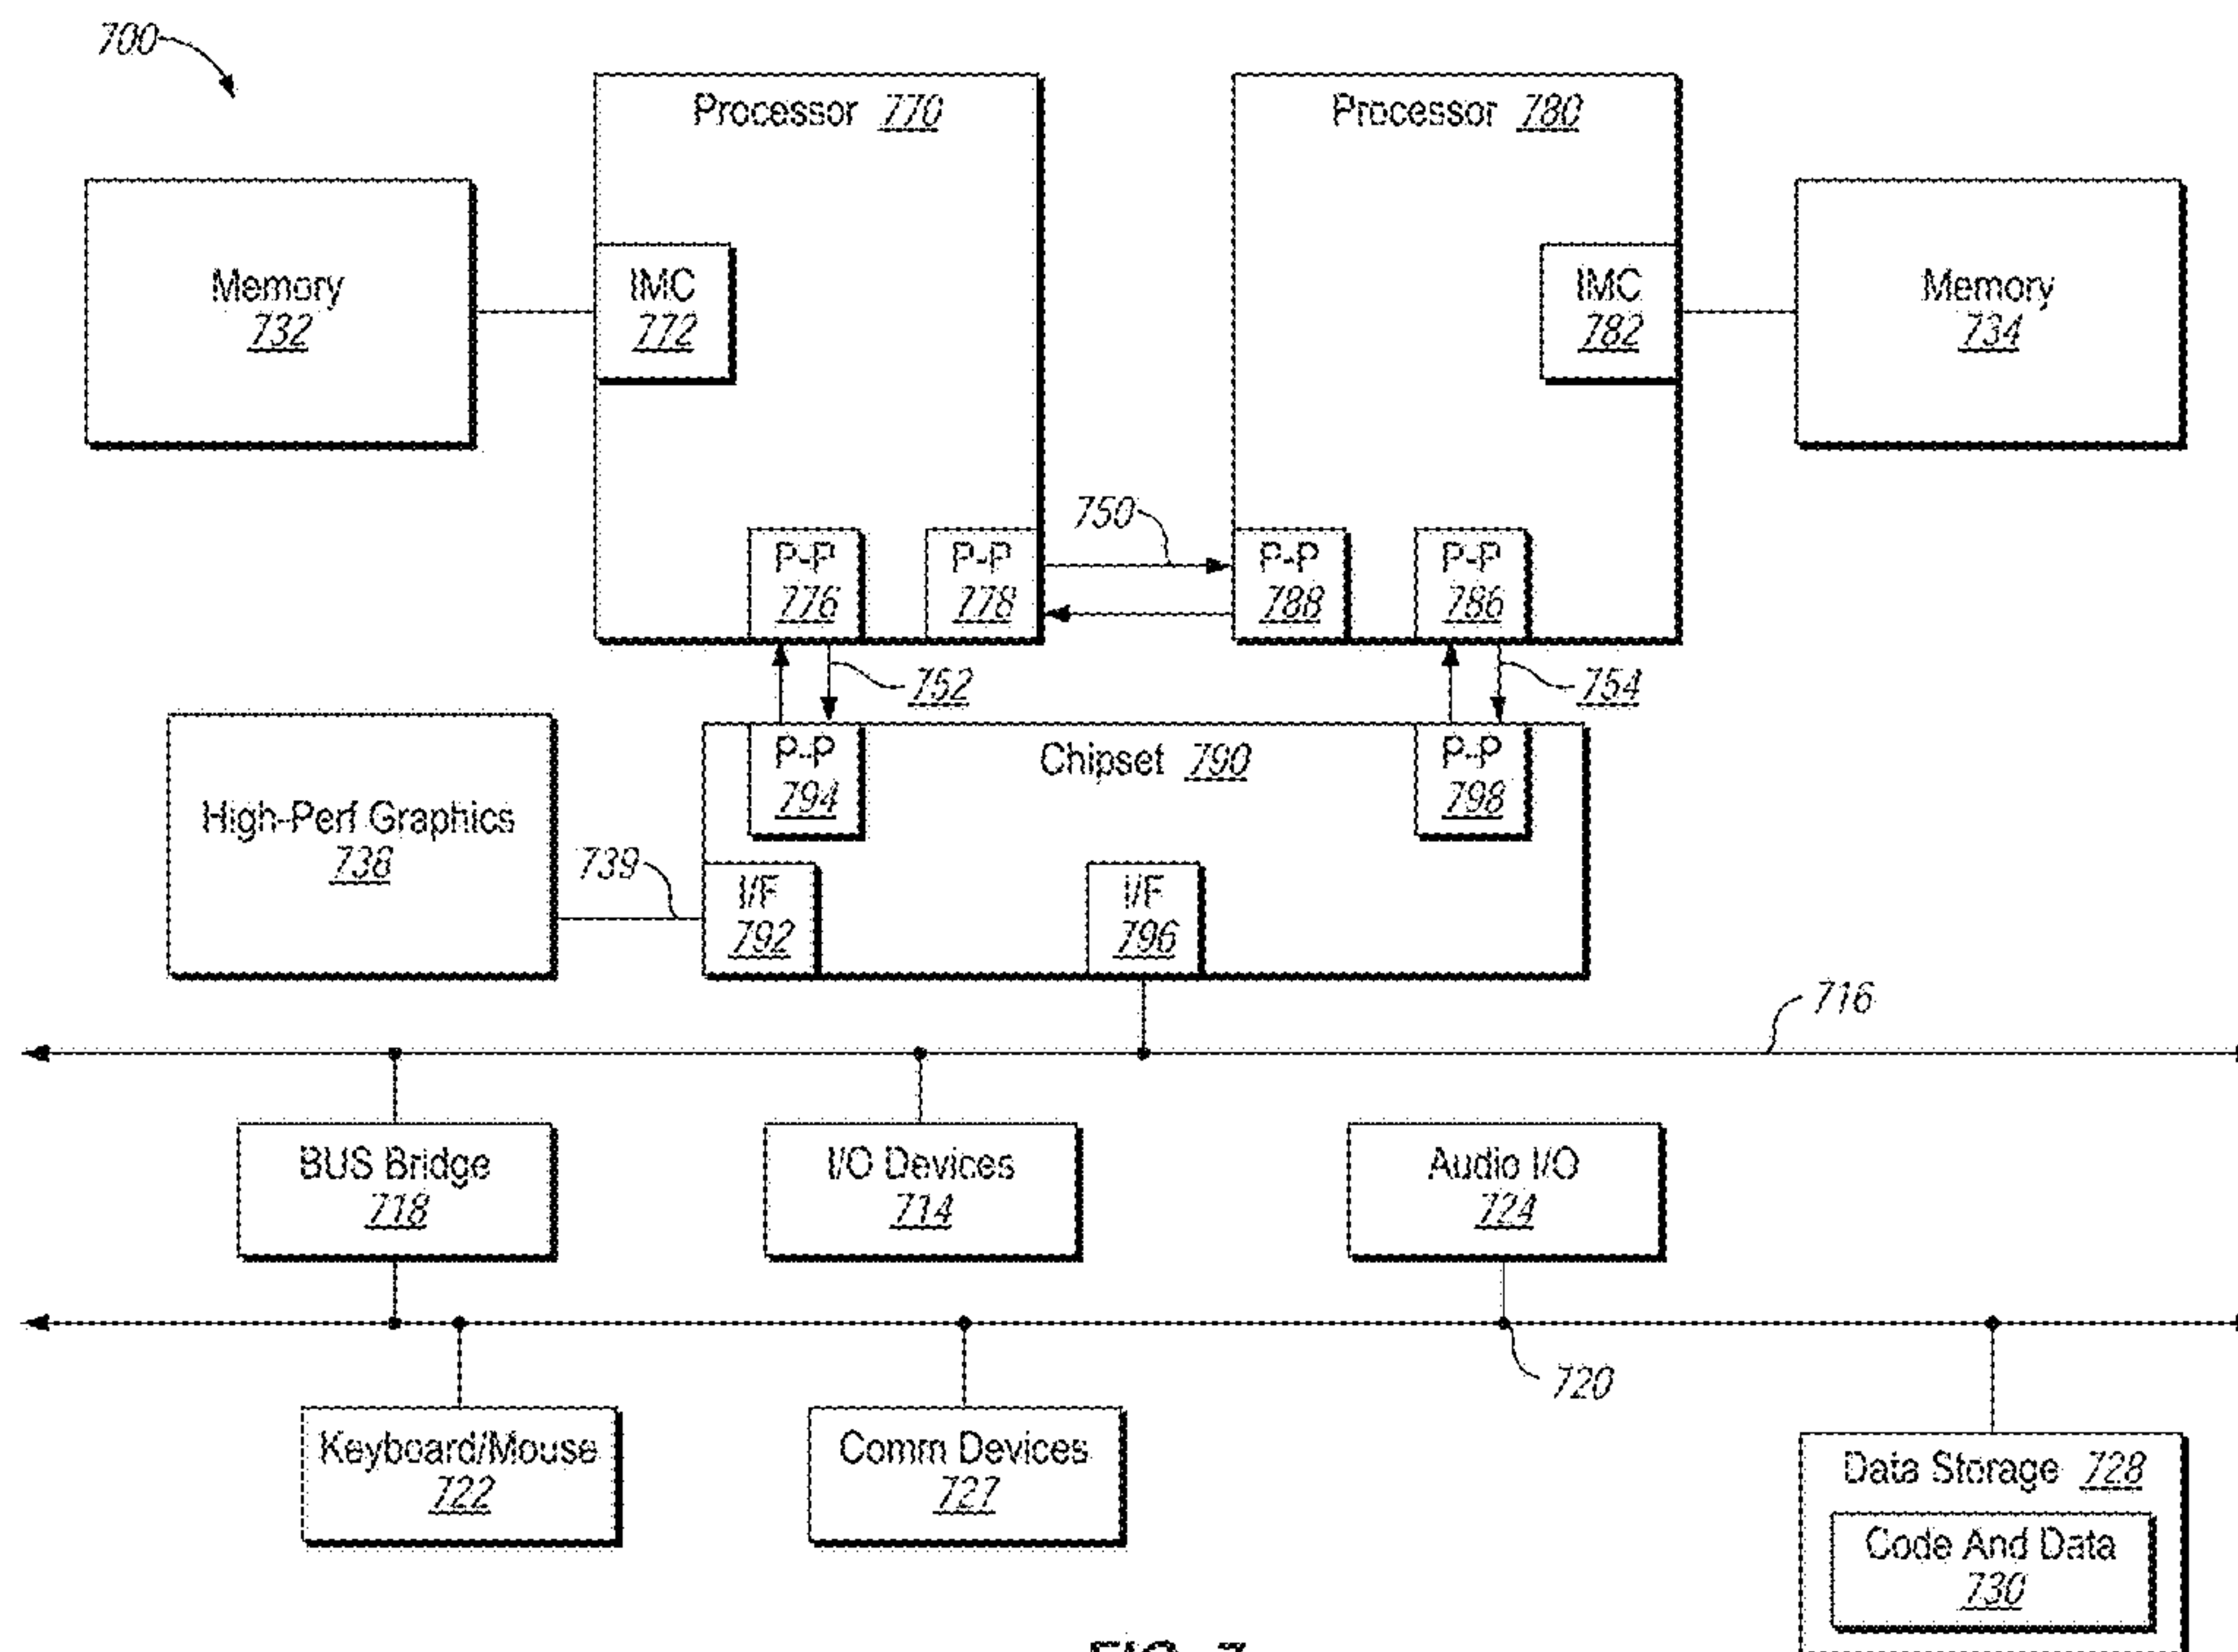 700
Processor 770
Processor 780
Memory
732
IMC
772
IMC
782
Memory
734
750
P-P
776
P-P
778
P-P
788
P-P
786
752
754
High-Perf Graphics
738
739
P-P
794
Chipset 790
P-P
798
I/F
792
I/F
796
716
BUS Bridge
718
I/O Devices
714
Audio I/O
724
720
Keyboard/Mouse
722
Comm Devices
727
Data Storage 728
Code And Data
730
FIG. 7